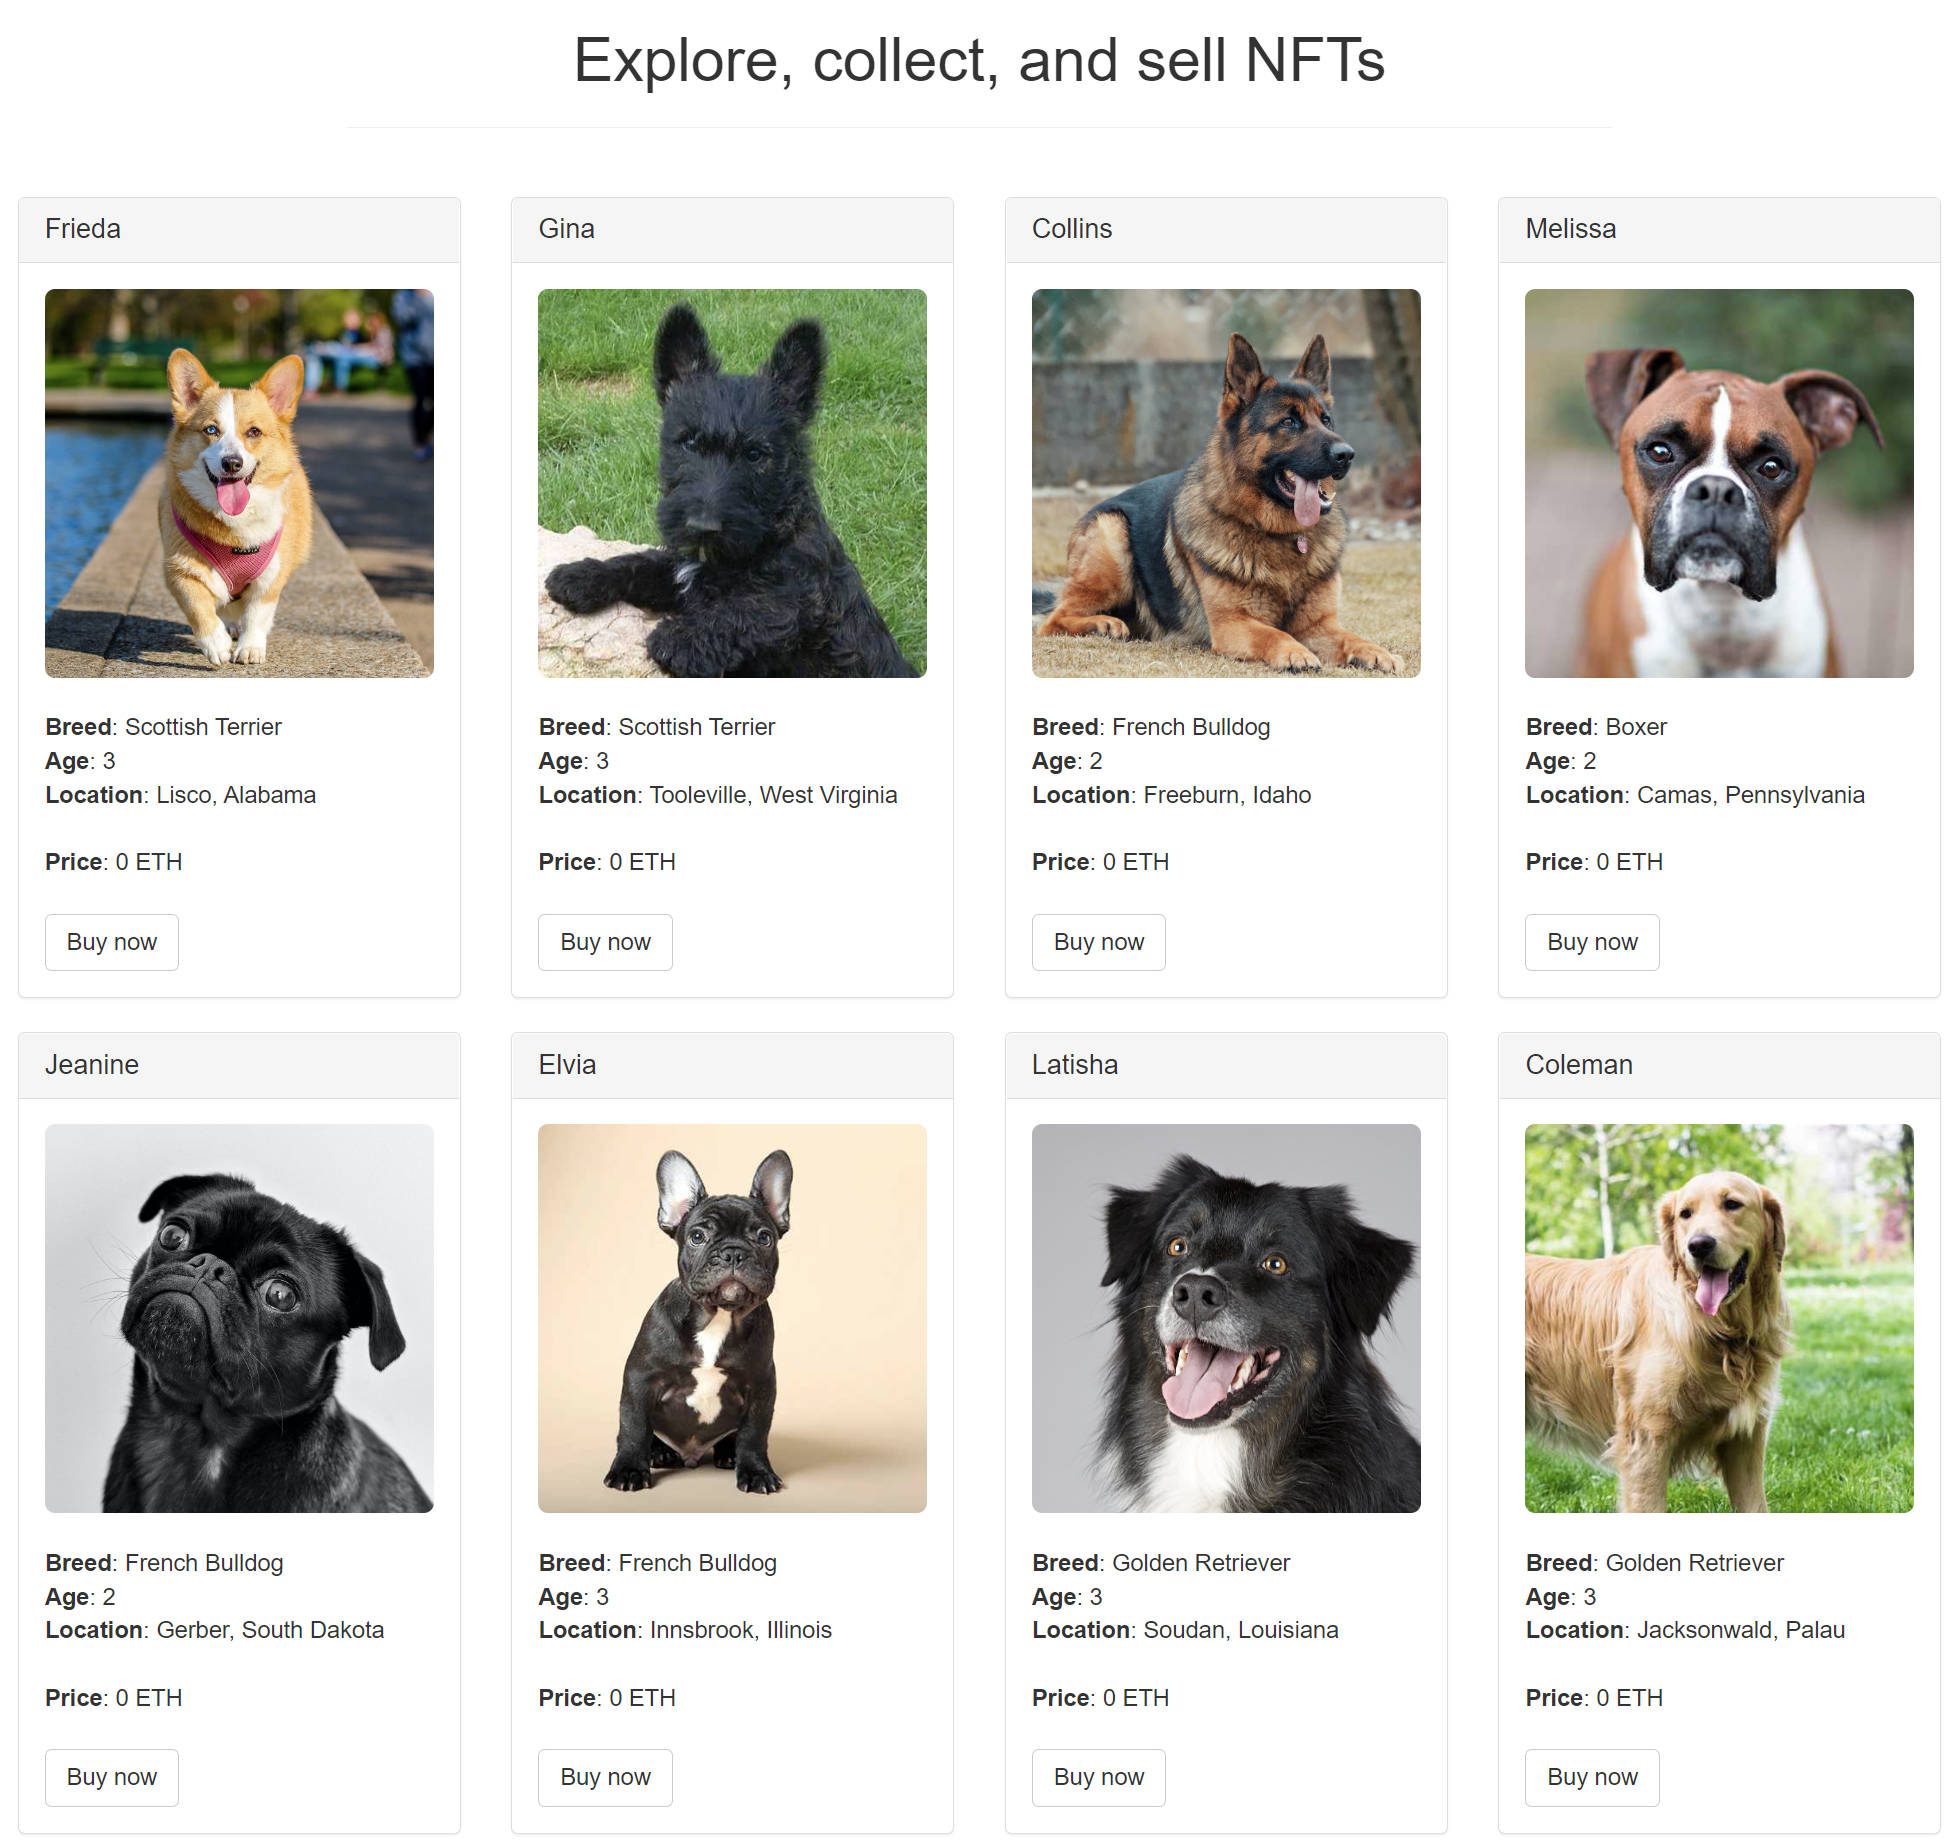 Explore, collect, and sell NFTs
Frieda
Breed: Scottish Terrier
Age: 3
Location: Lisco, Alabama
Price: 0 ETH
Buy now
Gina
Breed: Scottish Terrier
Age: 3
Location: Tooleville, West Virginia
Price: 0 ETH
Buy now
Collins
Breed: French Bulldog
Age: 2
Location: Freeburn, Idaho
Price: 0 ETH
Buy now
Melissa
Breed: Boxer
Age: 2
Location: Camas, Pennsylvania
Price: 0 ETH
Buy now
Jeanine
Breed: French Bulldog
Age: 2
Location: Gerber, South Dakota
Price: 0 ETH
Buy now
Elvia
Breed: French Bulldog
Age: 3
Location: Innsbrook, Illinois
Price: 0 ETH
Buy now
Latisha
Breed: Golden Retriever
Age: 3
Location: Soudan, Louisiana
Price: 0 ETH
Buy now
Coleman
Breed: Golden Retriever
Age: 3
Location: Jacksonwald, Palau
Price: 0 ETH
Buy now